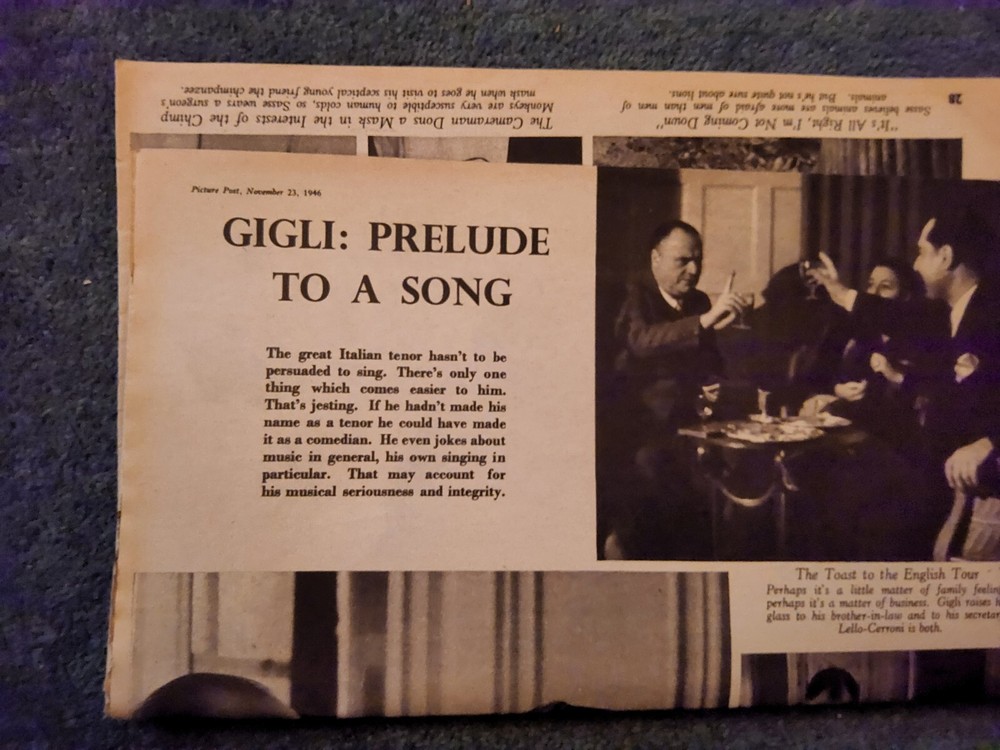 28
"It's All Right, I'm Not Coming Down"
Sasse believes animals are more afraid of men than men of
animals. But he's not quite sure about lions.
The Cameraman Dons a Mask in the Interests of the Chimp
Monkeys are very susceptible to human colds, so Sasse wears a surgeon's
mask when he goes to visit his sceptical young friend the chimpanzee.
Picture Post, November 23, 1946
GIGLI: PRELUDE
TO A SONG
The great Italian tenor hasn't to be
persuaded to sing. There's only one
thing which comes easier to him.
That's jesting. If he hadn't made his
name as a tenor he could have made
it as a comedian. He even jokes about
music in general, his own singing in
particular. That may account for
his musical seriousness and integrity.
The Toast to the English Tour
Perhaps it's a little matter of family
perhaps it's a matter of business. Gigli raises
glass to his brother-in-law and to his
Lello-Cerroni is both.